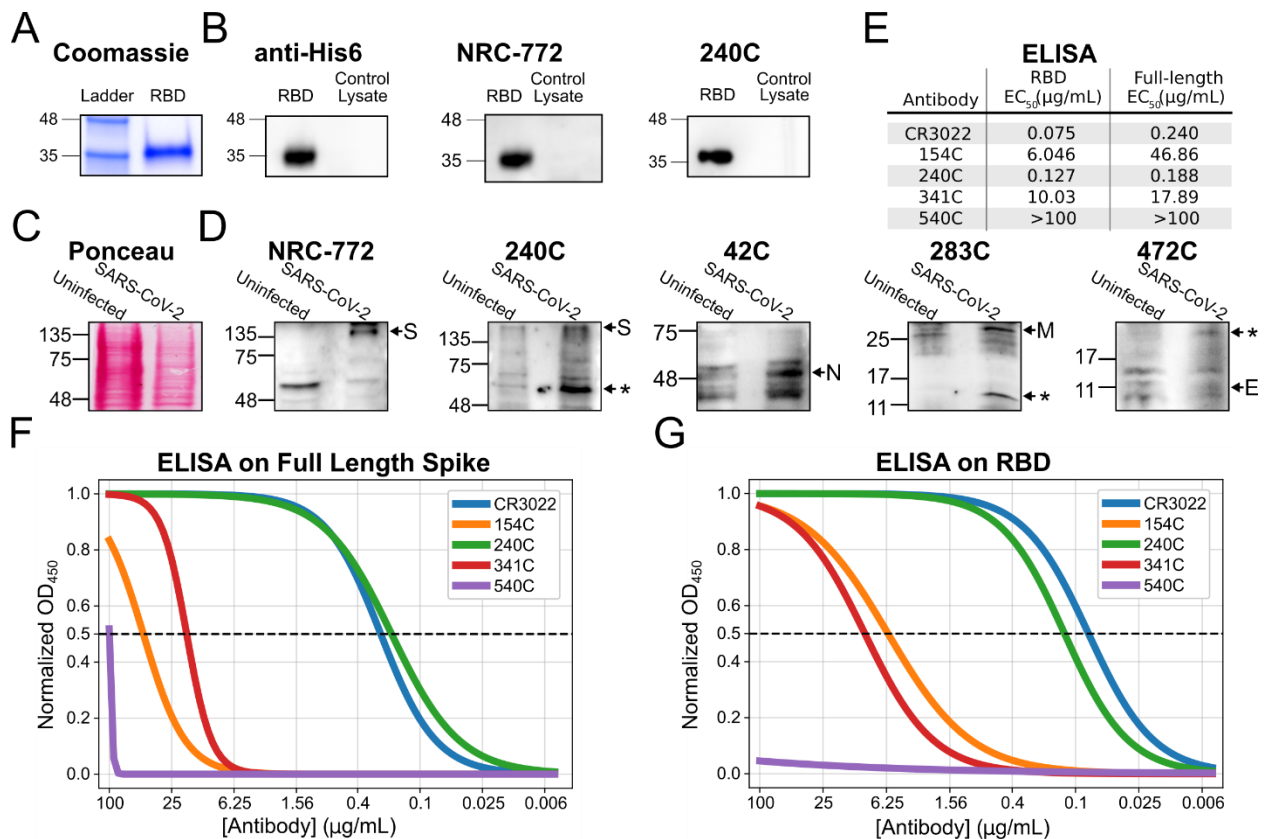 A
Coomassie
Ladder RBD
48
35
B
anti-His6
RBD Control Lysate
48
35
NRC-772
RBD Control Lysate
48
35
240C
RBD Control Lysate
48
35
E
ELISA
Antibody RBD EC50(µg/mL) Full-length EC50(µg/mL)
CR3022 0.075 0.240
154C 6.046 46.86
240C 0.127 0.188
341C 10.03 17.89
540C >100 >100
C
Ponceau
Uninfected SARS-CoV-2
135
75
48
D
NRC-772
Uninfected SARS-CoV-2
135
75
48
S
240C
Uninfected SARS-CoV-2
135
75
48
S
*
42C
Uninfected SARS-CoV-2
75
48
N
283C
Uninfected SARS-CoV-2
25
17
11
M
*
472C
Uninfected SARS-CoV-2
17
11
*
E
F
ELISA on Full Length Spike
Normalized OD450
1.0
0.8
0.6
0.5
0.4
0.2
0.0
CR3022
154C
240C
341C
540C
100 25 6.25 1.56 0.4 0.1 0.025 0.006
[Antibody] (µg/mL)
G
ELISA on RBD
Normalized OD450
1.0
0.8
0.6
0.5
0.4
0.2
0.0
CR3022
154C
240C
341C
540C
100 25 6.25 1.56 0.4 0.1 0.025 0.006
[Antibody] (µg/mL)